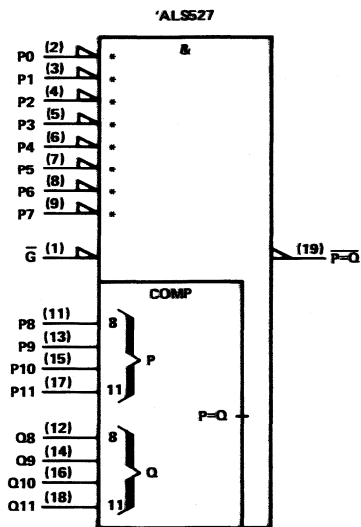 'ALS527
&
P0 (2) *
P1 (3) *
P2 (4) *
P3 (5) *
P4 (6) *
P5 (7) *
P6 (8) *
P7 (9) *
G̅ (1)
(19) P̅=̅Q̅
COMP
P8 (11) 8
P9 (13)
P10 (15)
P11 (17) 11
P
P=Q
Q8 (12) 8
Q9 (14)
Q10 (16)
Q11 (18) 11
Q